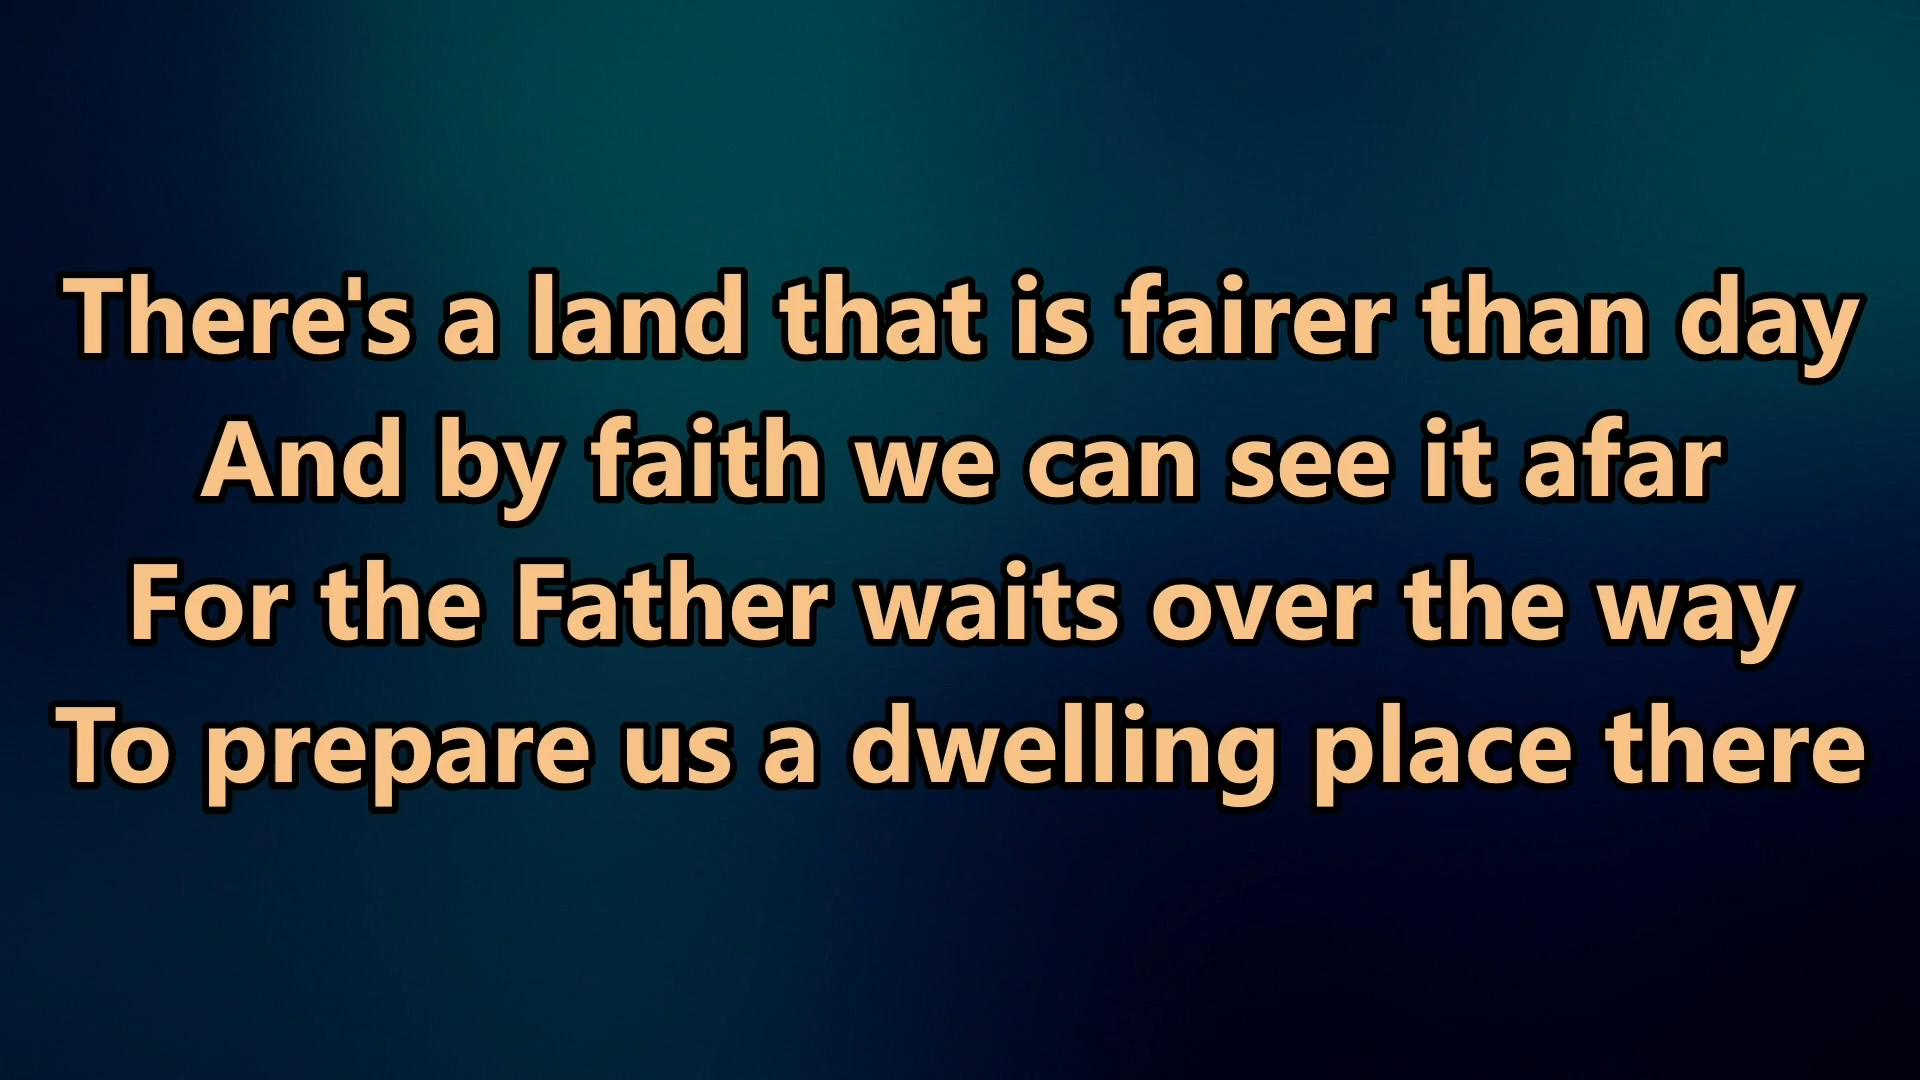 There's a land that is fairer than day
And by faith we can see it afar
For the Father waits over the way
To prepare us a dwelling place there